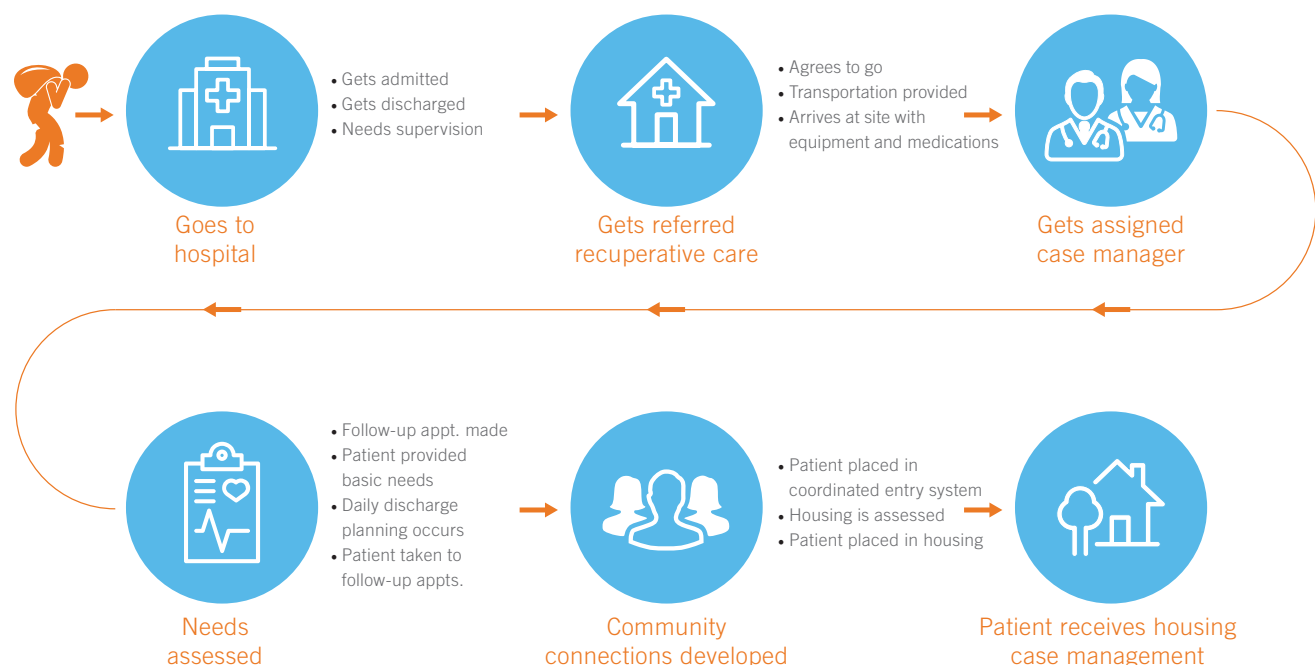 • Gets admitted
• Gets discharged
• Needs supervision
• Agrees to go
• Transportation provided
• Arrives at site with
equipment and medications
Goes to
hospital
Gets referred
recuperative care
Gets assigned
case manager
• Follow-up appt. made
• Patient provided
basic needs
• Daily discharge
planning occurs
• Patient taken to
follow-up appts.
• Patient placed in
coordinated entry system
• Housing is assessed
• Patient placed in housing
Needs
assessed
Community
connections developed
Patient receives housing
case management